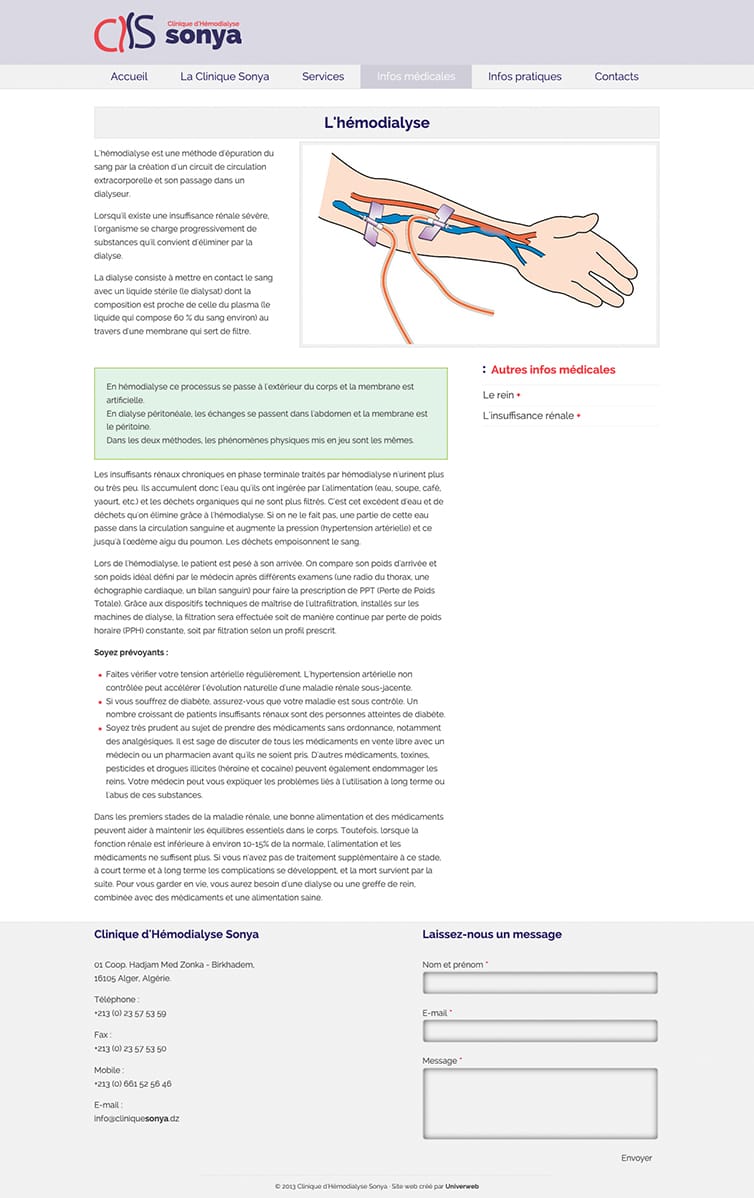 CHS
Clinique d'Hémodialyse
sonya
Accueil La Clinique Sonya Services Infos médicales Infos pratiques Contacts
L'hémodialyse
L'hémodialyse est une méthode d'épuration du
sang par la création d'un circuit de circulation
extracorporelle et son passage dans un
dialyseur.
Lorsqu'il existe une insuffisance rénale sévère,
l'organisme se charge progressivement de
substances qu'il convient d'éliminer par la
dialyse.
La dialyse consiste à mettre en contact le sang
avec un liquide stérile (le dialysat) dont la
composition est proche de celle du plasma (le
liquide qui compose 60 % du sang environ) au
travers d'une membrane qui sert de filtre.
En hémodialyse ce processus se passe à l'extérieur du corps et la membrane est
artificielle.
En dialyse péritonéale, les échanges se passent dans l'abdomen et la membrane est
le péritoine.
Dans les deux méthodes, les phénomènes physiques mis en jeu sont les mêmes.
: Autres infos médicales
Le rein +
L'insuffisance rénale +
Les insuffisants rénaux chroniques en phase terminale traités par hémodialyse n'urinent plus
ou très peu. Ils accumulent donc l'eau qu'ils ont ingérée par l'alimentation (eau, soupe, café,
yaourt, etc.) et les déchets organiques qui ne sont plus filtrés. C'est cet excédent d'eau et de
déchets qu'on élimine grâce à l'hémodialyse. Si on ne le fait pas, une partie de cette eau
passe dans la circulation sanguine et augmente la pression (hypertension artérielle) et ce
jusqu'à l'œdème aigu du poumon. Les déchets empoisonnent le sang.
Lors de l'hémodialyse, le patient est pesé à son arrivée. On compare son poids d'arrivée et
son poids idéal défini par le médecin après différents examens (une radio du thorax, une
échographie cardiaque, un bilan sanguin) pour faire la prescription de PPT (Perte de Poids
Totale). Grâce aux dispositifs techniques de maîtrise de l'ultrafiltration, installés sur les
machines de dialyse, la filtration sera effectuée soit de manière continue par perte de poids
horaire (PPH) constante, soit par filtration selon un profil prescrit.
Soyez prévoyants :
• Faites vérifier votre tension artérielle régulièrement. L'hypertension artérielle non
contrôlée peut accélérer l'évolution naturelle d'une maladie rénale sous-jacente.
• Si vous souffrez de diabète, assurez-vous que votre maladie est sous contrôle. Un
nombre croissant de patients insuffisants rénaux sont des personnes atteintes de diabète.
• Soyez très prudent au sujet de prendre des médicaments sans ordonnance, notamment
des analgésiques. Il est sage de discuter de tous les médicaments en vente libre avec un
médecin ou un pharmacien avant qu'ils ne soient pris. D'autres médicaments, toxines,
pesticides et drogues illicites (héroïne et cocaïne) peuvent également endommager les
reins. Votre médecin peut vous expliquer les problèmes liés à l'utilisation à long terme ou
l'abus de ces substances.
Dans les premiers stades de la maladie rénale, une bonne alimentation et des médicaments
peuvent aider à maintenir les équilibres essentiels dans le corps. Toutefois, lorsque la
fonction rénale est inférieure à environ 10-15% de la normale, l'alimentation et les
médicaments ne suffisent plus. Si vous n'avez pas de traitement supplémentaire à ce stade,
à court terme et à long terme les complications se développent, et la mort survient par la
suite. Pour vous garder en vie, vous aurez besoin d'une dialyse ou une greffe de rein,
combinée avec des médicaments et une alimentation saine.
Clinique d'Hémodialyse Sonya
01 Coop. Hadjam Med Zonka - Birkhadem,
16105 Alger, Algérie.
Téléphone :
+213 (0) 23 57 53 59
Fax :
+213 (0) 23 57 53 50
Mobile :
+213 (0) 661 52 56 46
E-mail :
info@cliniquesonya.dz
Laissez-nous un message
Nom et prénom *
E-mail *
Message *
Envoyer
© 2013 Clinique d'Hémodialyse Sonya · Site web créé par Univerweb